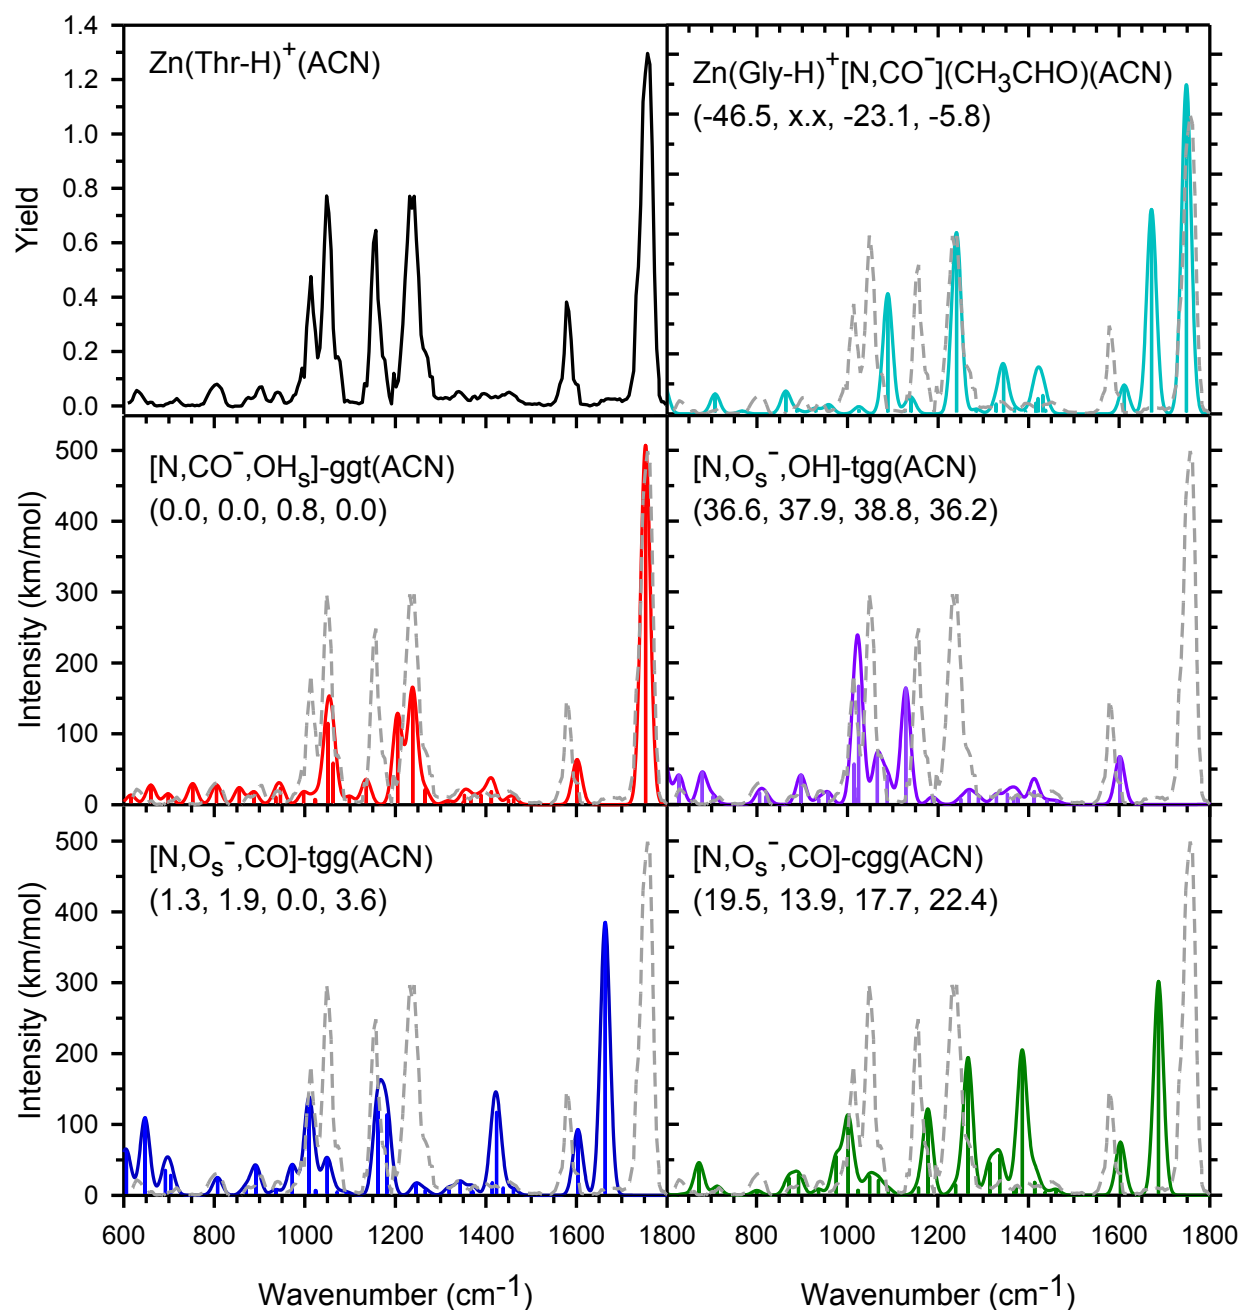 Zn(Thr-H)⁺(ACN)
1.4
1.2
1.0
0.8
0.6
0.4
0.2
0.0
Yield
Zn(Gly-H)⁺[N,CO⁻](CH₃CHO)(ACN)
(-46.5, x.x, -23.1, -5.8)
[N,CO⁻,OHₛ]-ggt(ACN)
(0.0, 0.0, 0.8, 0.0)
500
400
300
200
100
0
Intensity (km/mol)
[N,Oₛ⁻,OH]-tgg(ACN)
(36.6, 37.9, 38.8, 36.2)
[N,Oₛ⁻,CO]-tgg(ACN)
(1.3, 1.9, 0.0, 3.6)
500
400
300
200
100
0
Intensity (km/mol)
[N,Oₛ⁻,CO]-cgg(ACN)
(19.5, 13.9, 17.7, 22.4)
600 800 1000 1200 1400 1600 1800 800 1000 1200 1400 1600 1800
Wavenumber (cm⁻¹) Wavenumber (cm⁻¹)